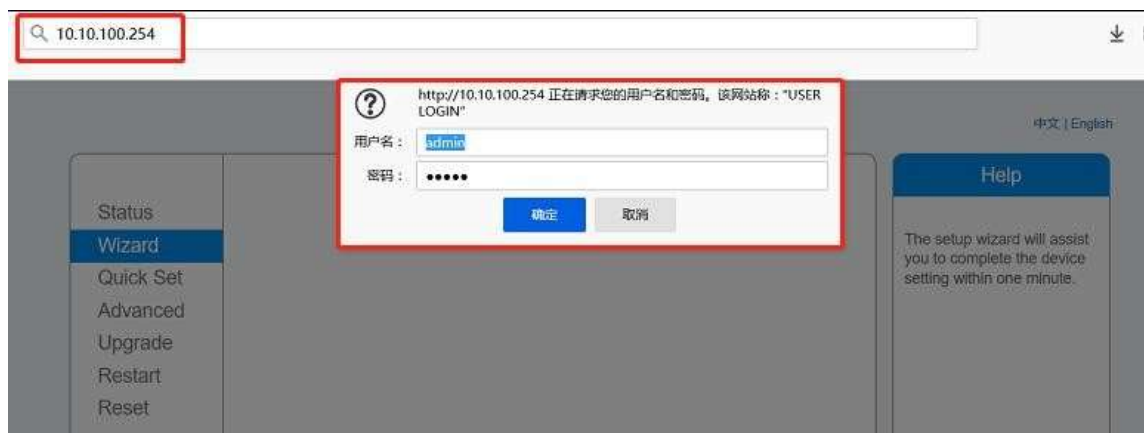 10.10.100.254
http://10.10.100.254 正在请求您的用户名和密码。该网站称："USER
LOGIN"
用户名： admin
密码： •••••
确定 取消
中文 | English
Status
Wizard
Quick Set
Advanced
Upgrade
Restart
Reset
Help
The setup wizard will assist
you to complete the device
setting within one minute.